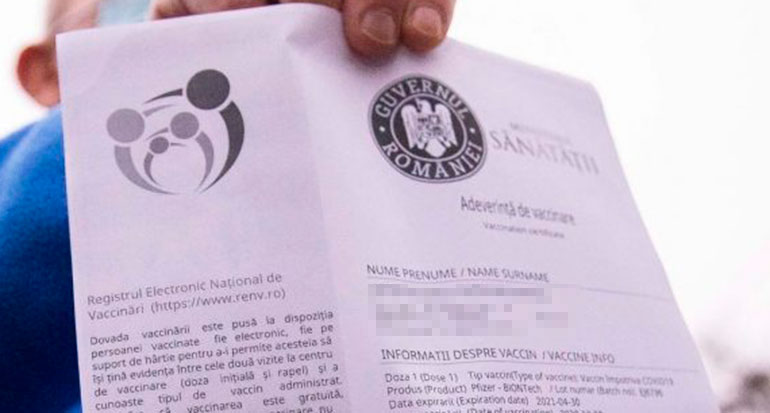 GUVERNUL
ROMÂNIEI
SĂNĂTĂȚII
Adeverință de vaccinare
Vaccination certificate
NUME PRENUME / NAME SURNAME
INFORMAȚII DESPRE VACCIN / VACCINE INFO
Doza 1 (Dose 1) Tip vaccin(Type of vaccine): Vaccin împotriva COVID19
Produs (Product) Pfizer - BIONTech / Lot numar (Batch no):
Data expirarii (Expiration date) 2021-04-30
Registrul Electronic Național de
Vaccinări (https://www.renv.ro)
Dovada vaccinării este pusă la dispoziția
persoanei vaccinate fie electronic, fie pe
suport de hârtie pentru a-i permite acesteia să
își țină evidența între cele două vizite la centru
de vaccinare (doza inițială și rapel) și a
cunoaste tipul de vaccin administrat.
că vaccinarea este gratuită,
nu